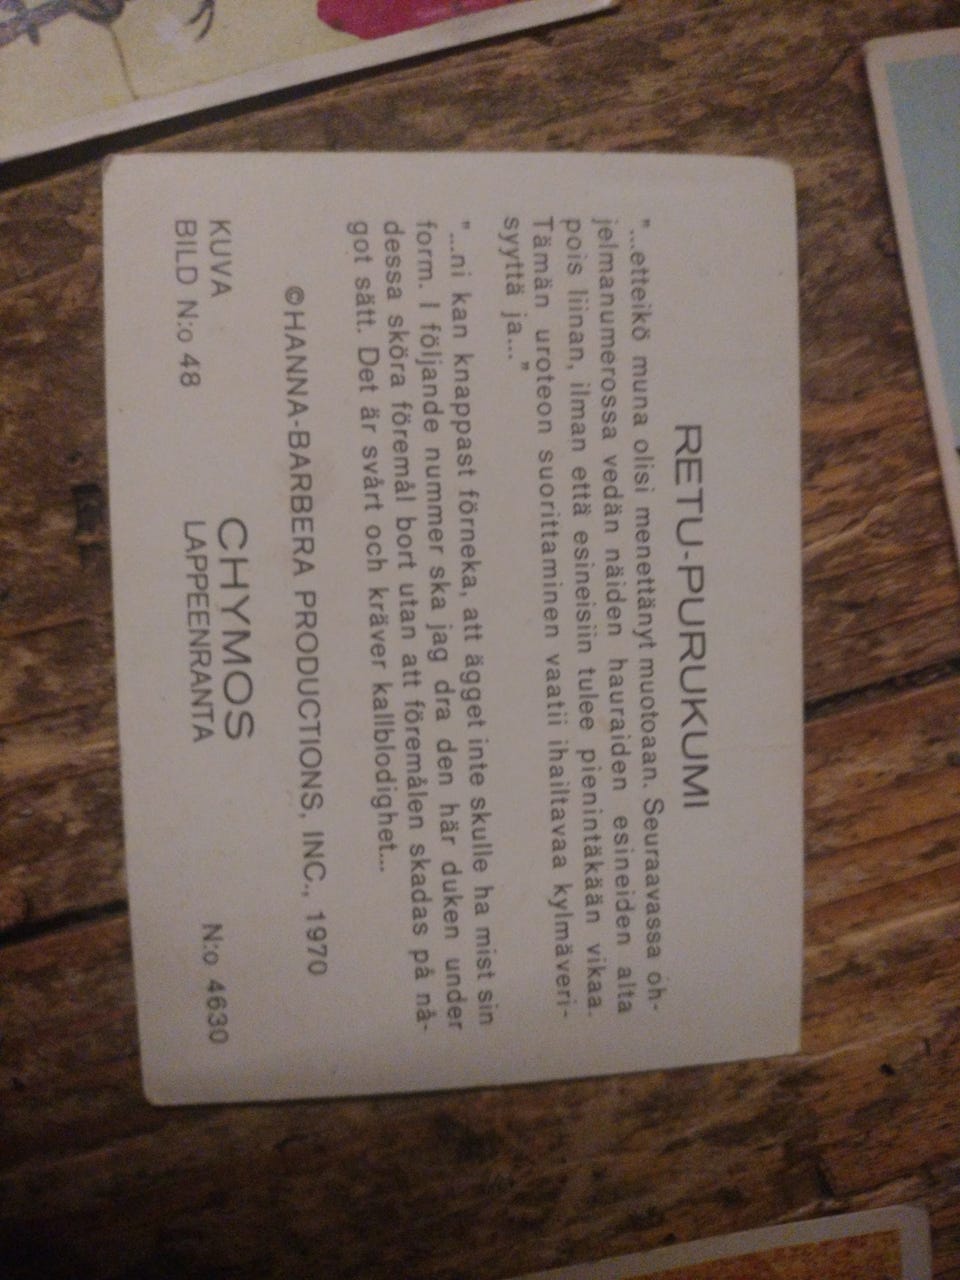 RETU-PURUKUMI
"...etteikö muna olisi menettänyt muotoaan. Seuraavassa oh-
jelmanumerossa vedän näiden hauraiden esineiden alta
pois liinan, ilman että esineisiin tulee pienintäkään vikaa.
Tämän uroteon suorittaminen vaatii ihailtavaa kylmäveri-
syyttä ja..."
"...ni kan knappast förneka, att ägget inte skulle ha mist sin
form. I följande nummer ska jag dra den här duken under
dessa sköra föremål bort utan att föremålen skadas på nå-
got sätt. Det är svårt och kräver kallblodighet...
©HANNA-BARBERA PRODUCTIONS, INC., 1970
KUVA
BILD N:o 48
CHYMOS
LAPPEENRANTA
N:o 4630